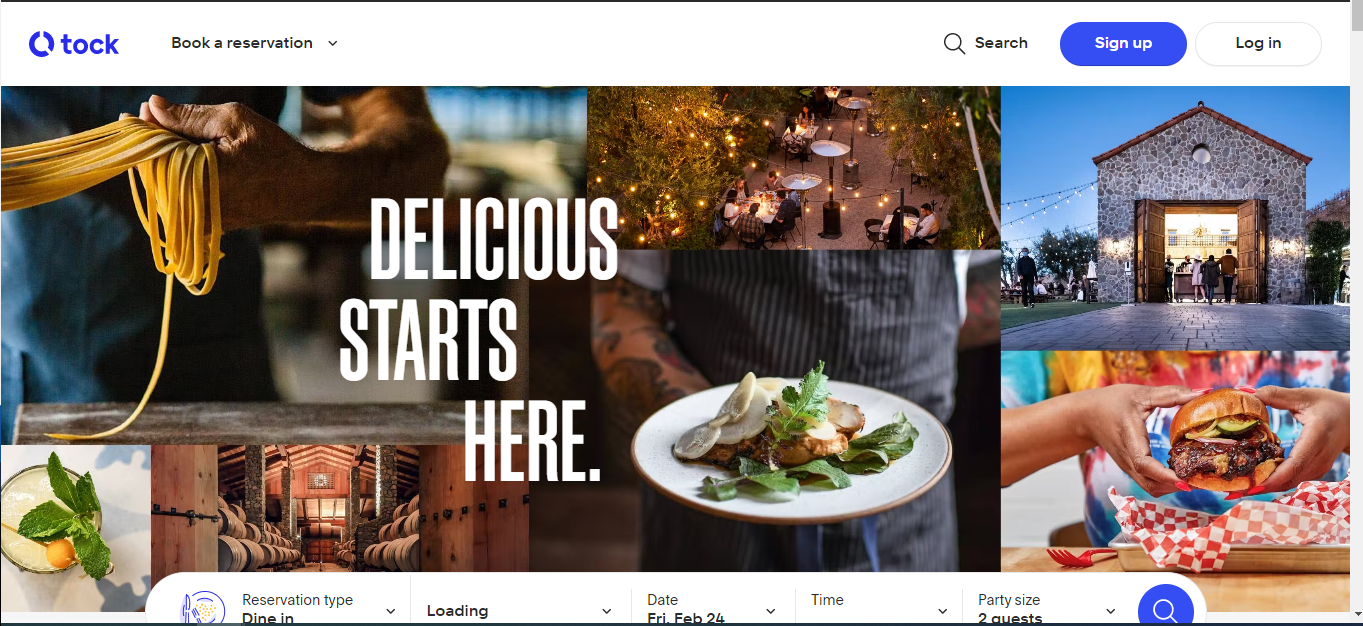 tock
Book a reservation
Search
Sign up
Log in
DELICIOUS
STARTS
HERE.
Reservation type
Dine in
Loading
Date
Fri, Feb 24
Time
Party size
2 guests